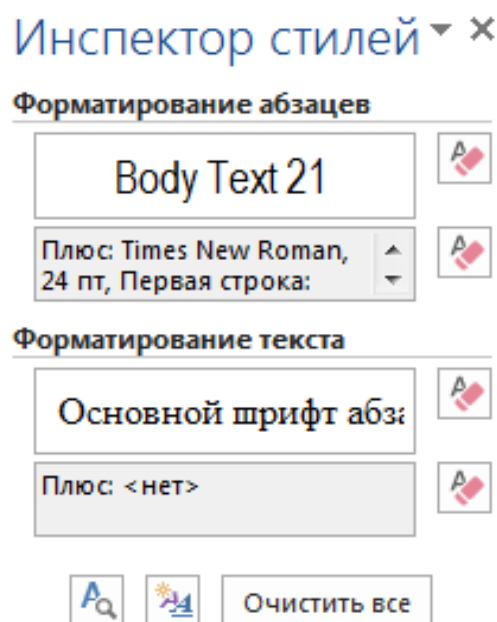 Инспектор стилей
Форматирование абзацев
Body Text 21
Плюс: Times New Roman,
24 пт, Первая строка:
Форматирование текста
Основной шрифт абза
Плюс: <нет>
Очистить все